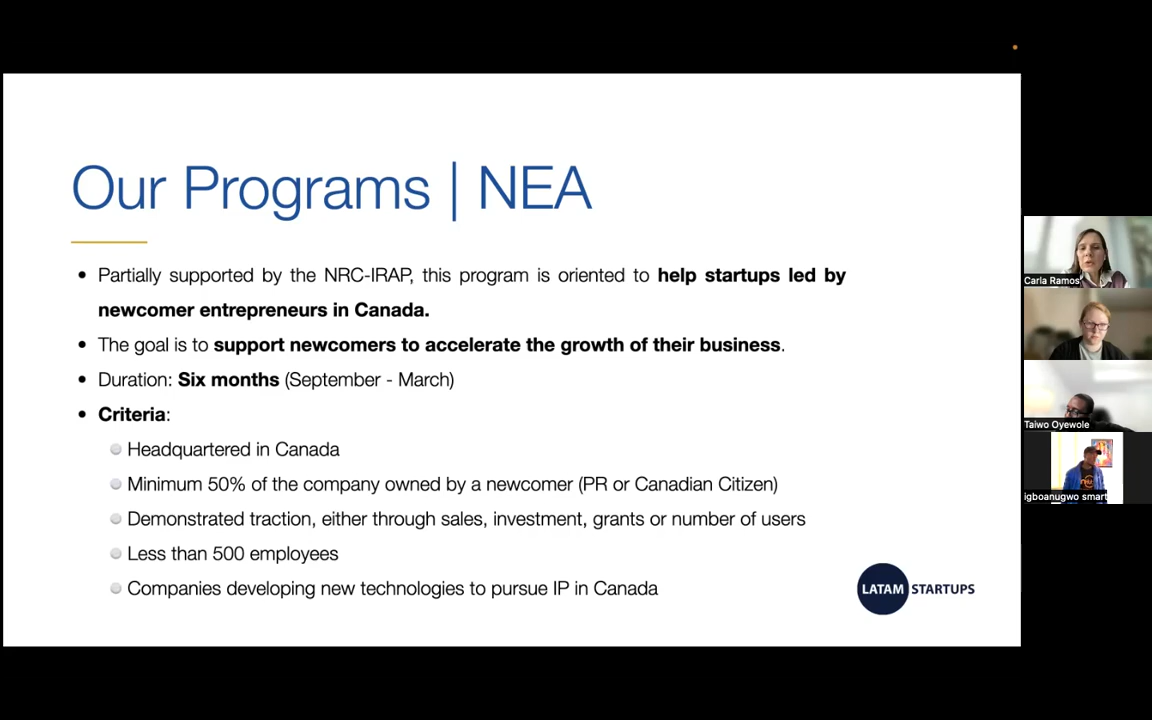 Our Programs | NEA
• Partially supported by the NRC-IRAP, this program is oriented to help startups led by
newcomer entrepreneurs in Canada.
• The goal is to support newcomers to accelerate the growth of their business.
• Duration: Six months (September - March)
• Criteria:
Headquartered in Canada
Minimum 50% of the company owned by a newcomer (PR or Canadian Citizen)
Demonstrated traction, either through sales, investment, grants or number of users
Less than 500 employees
Companies developing new technologies to pursue IP in Canada
LATAM STARTUPS
Carla Ramos
Taiwo Oyewole
igboanugwo smart